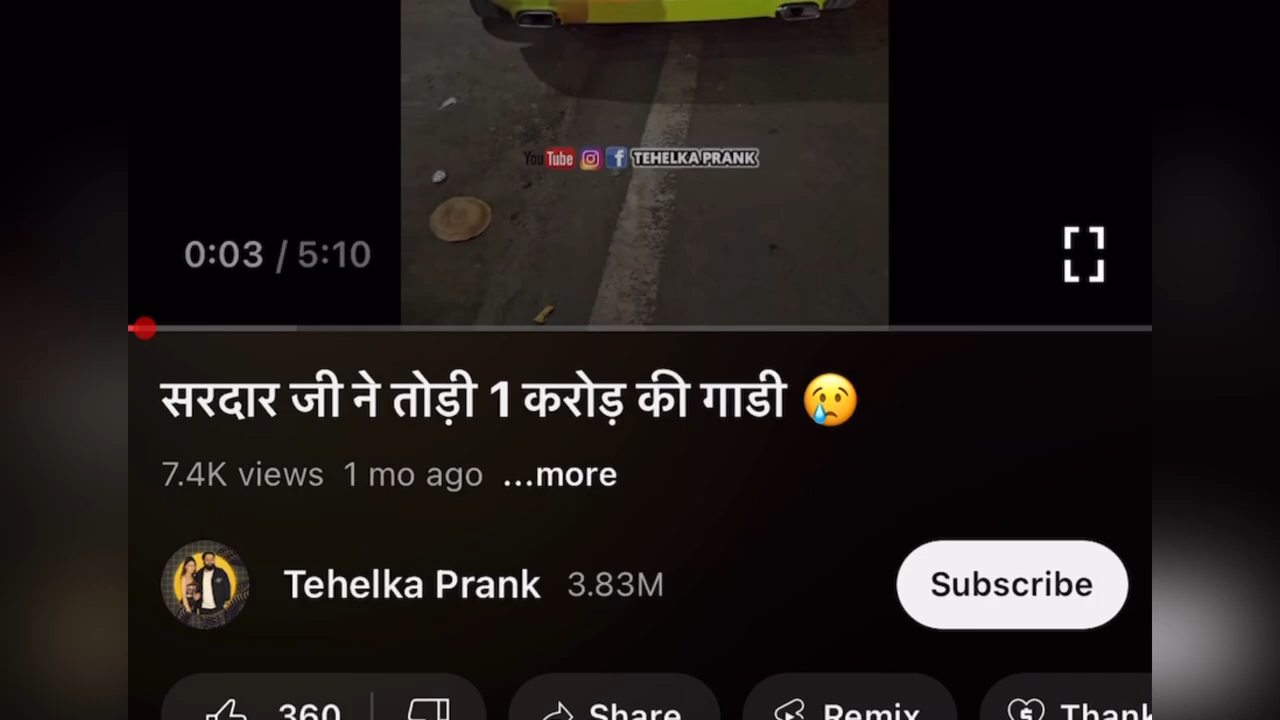 YouTube f TEHELKA PRANK
0:03 / 5:10
सरदार जी ने तोड़ी 1 करोड़ की गाडी 😢
7.4K views 1 mo ago ...more
Tehelka Prank 3.83M
Subscribe
360 Share Remix Thank